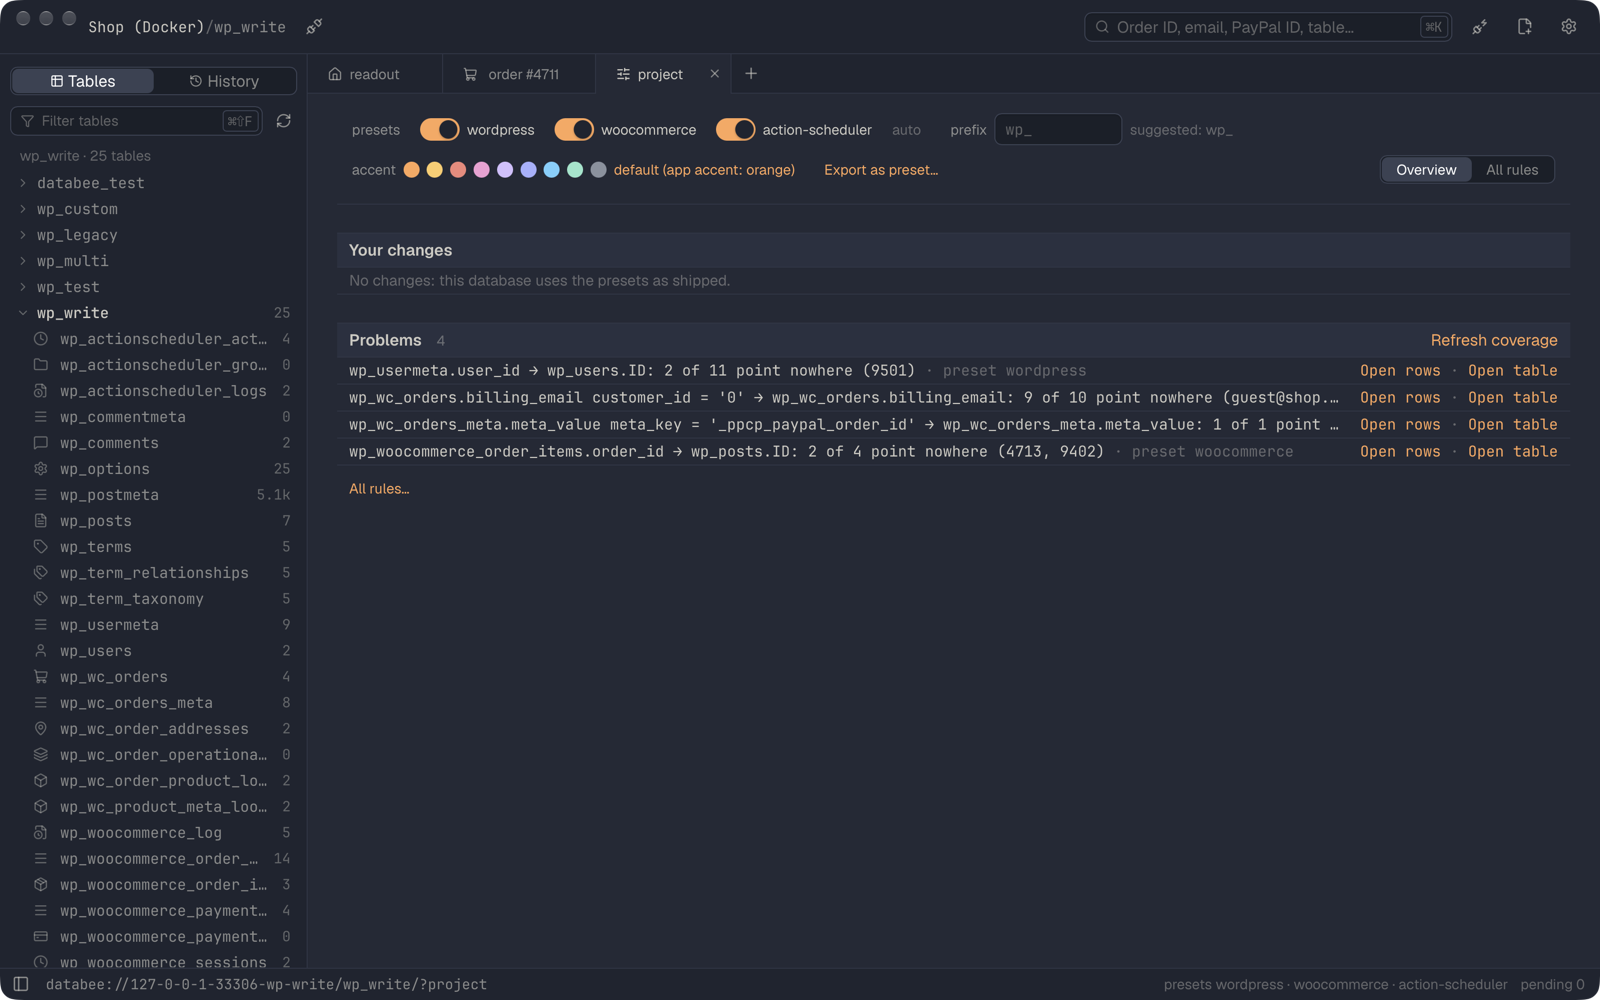 Shop (Docker)/wp_write
Order ID, email, PayPal ID, table… ⌘K
Tables History
Filter tables ⌘⇧F
wp_write · 25 tables
databee_test
wp_custom
wp_legacy
wp_multi
wp_test
wp_write 25
wp_actionscheduler_act… 4
wp_actionscheduler_gro… 0
wp_actionscheduler_logs 2
wp_commentmeta 0
wp_comments 2
wp_options 25
wp_postmeta 5.1k
wp_posts 7
wp_terms 5
wp_term_relationships 5
wp_term_taxonomy 5
wp_usermeta 9
wp_users 2
wp_wc_orders 4
wp_wc_orders_meta 8
wp_wc_order_addresses 2
wp_wc_order_operationa… 0
wp_wc_order_product_lo… 2
wp_wc_product_meta_loo… 2
wp_woocommerce_log 5
wp_woocommerce_order_… 14
wp_woocommerce_order_i… 3
wp_woocommerce_payment… 4
wp_woocommerce_payment… 0
wp_woocommerce_sessions 2
readout order #4711 project
presets wordpress woocommerce action-scheduler auto prefix wp_ suggested: wp_
accent default (app accent: orange) Export as preset… Overview All rules
Your changes
No changes: this database uses the presets as shipped.
Problems 4 Refresh coverage
wp_usermeta.user_id → wp_users.ID: 2 of 11 point nowhere (9501) · preset wordpress Open rows · Open table
wp_wc_orders.billing_email customer_id = '0' → wp_wc_orders.billing_email: 9 of 10 point nowhere (guest@shop.… Open rows · Open table
wp_wc_orders_meta.meta_value meta_key = '_ppcp_paypal_order_id' → wp_wc_orders_meta.meta_value: 1 of 1 point … Open rows · Open table
wp_woocommerce_order_items.order_id → wp_posts.ID: 2 of 4 point nowhere (4713, 9402) · preset woocommerce Open rows · Open table
All rules…
databee://127-0-0-1-33306-wp-write/wp_write/?project
presets wordpress · woocommerce · action-scheduler pending 0